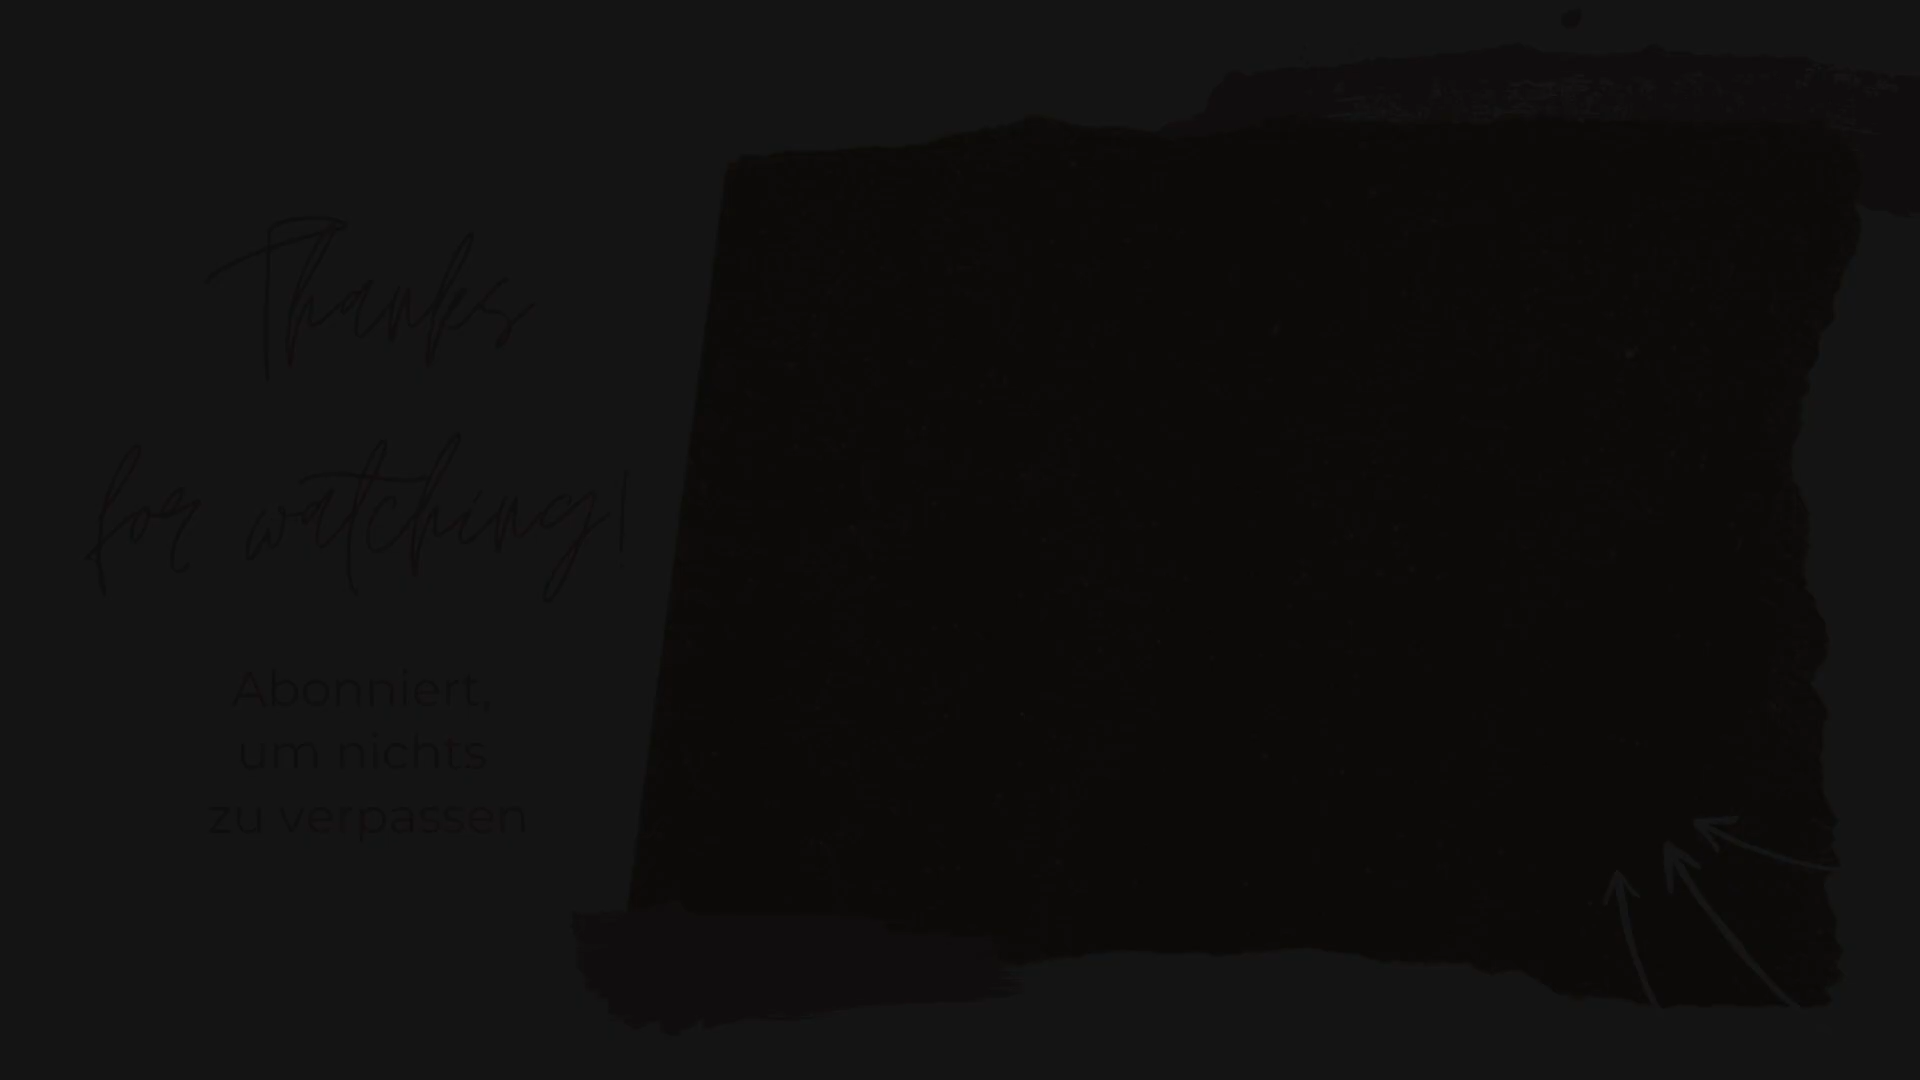 Thanks
for watching!
Abonniert,
um nichts
zu verpassen